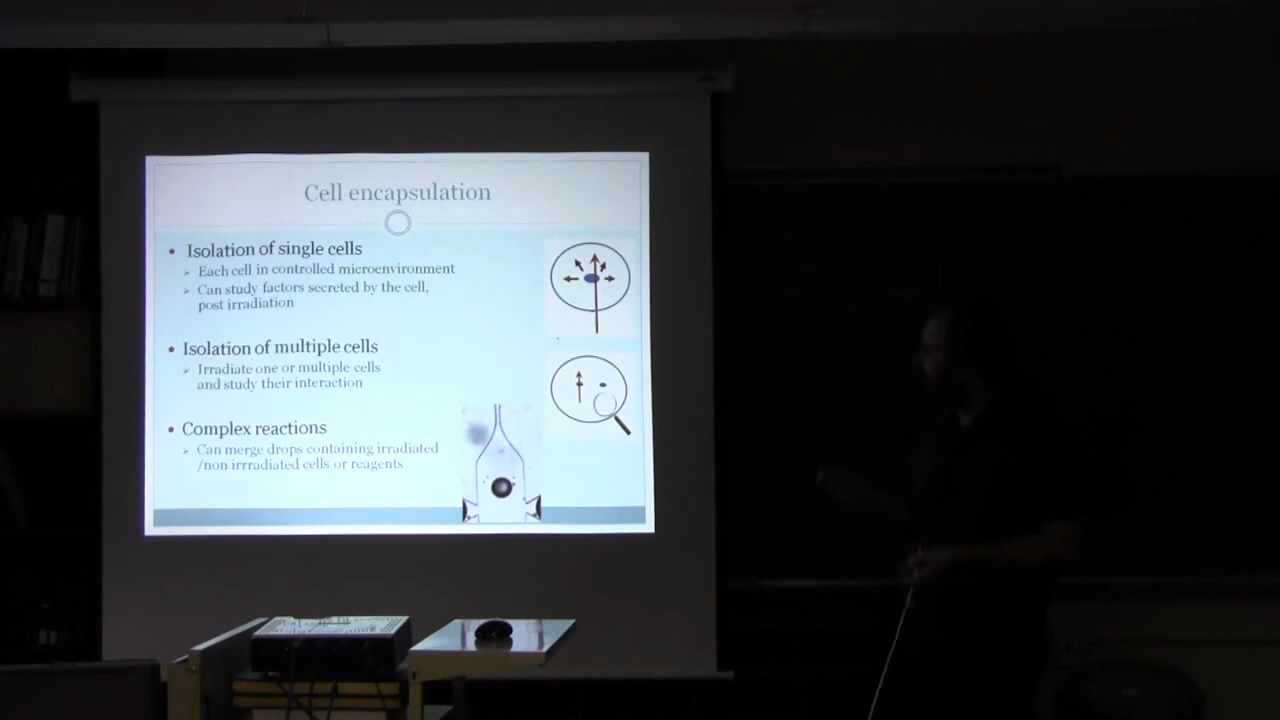 Cell encapsulation
• Isolation of single cells
➢ Each cell in controlled microenvironment
➢ Can study factors secreted by the cell,
post irradiation
• Isolation of multiple cells
➢ Irradiate one or multiple cells
and study their interaction
• Complex reactions
➢ Can merge drops containing irradiated
/non irrradiated cells or reagents